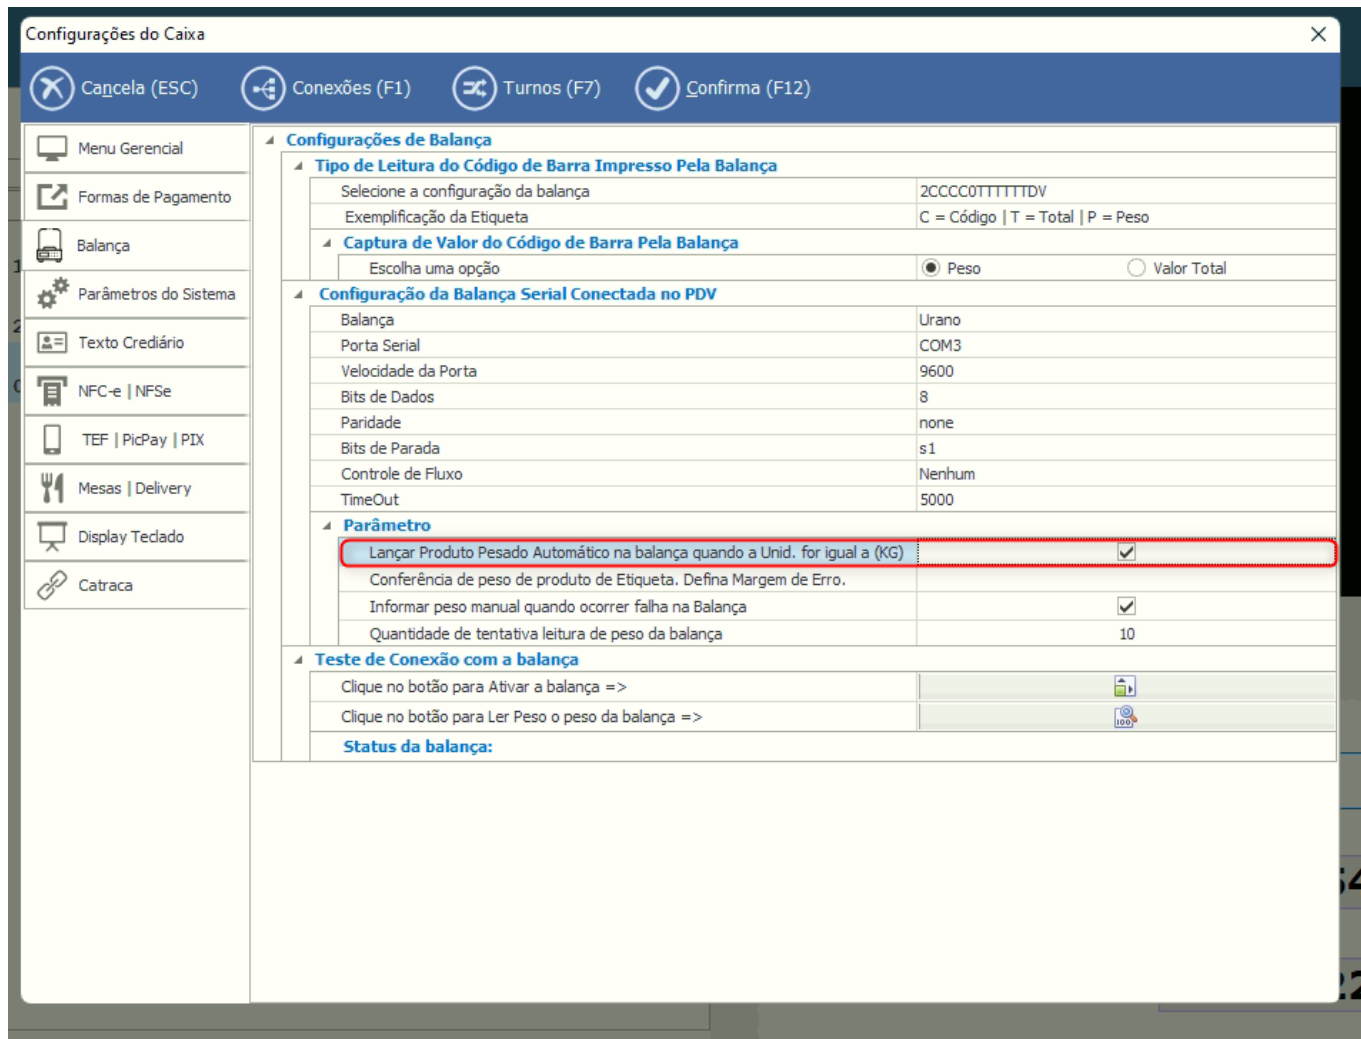 Configurações do Caixa
Cancela (ESC) Conexões (F1) Turnos (F7) Confirma (F12)
Menu Gerencial
Formas de Pagamento
Balança
Parâmetros do Sistema
Texto Crediário
NFC-e | NFSe
TEF | PicPay | PIX
Mesas | Delivery
Display Teclado
Catraca
Configurações de Balança
Tipo de Leitura do Código de Barra Impresso Pela Balança
Selecione a configuração da balança 2CCCC0TTTTTTDV
Exemplificação da Etiqueta C = Código | T = Total | P = Peso
Captura de Valor do Código de Barra Pela Balança
Escolha uma opção Peso Valor Total
Configuração da Balança Serial Conectada no PDV
Balança Urano
Porta Serial COM3
Velocidade da Porta 9600
Bits de Dados 8
Paridade none
Bits de Parada s1
Controle de Fluxo Nenhum
TimeOut 5000
Parâmetro
Lançar Produto Pesado Automático na balança quando a Unid. for igual a (KG)
Conferência de peso de produto de Etiqueta. Defina Margem de Erro.
Informar peso manual quando ocorrer falha na Balança
Quantidade de tentativa leitura de peso da balança 10
Teste de Conexão com a balança
Clique no botão para Ativar a balança =>
Clique no botão para Ler Peso o peso da balança =>
Status da balança: